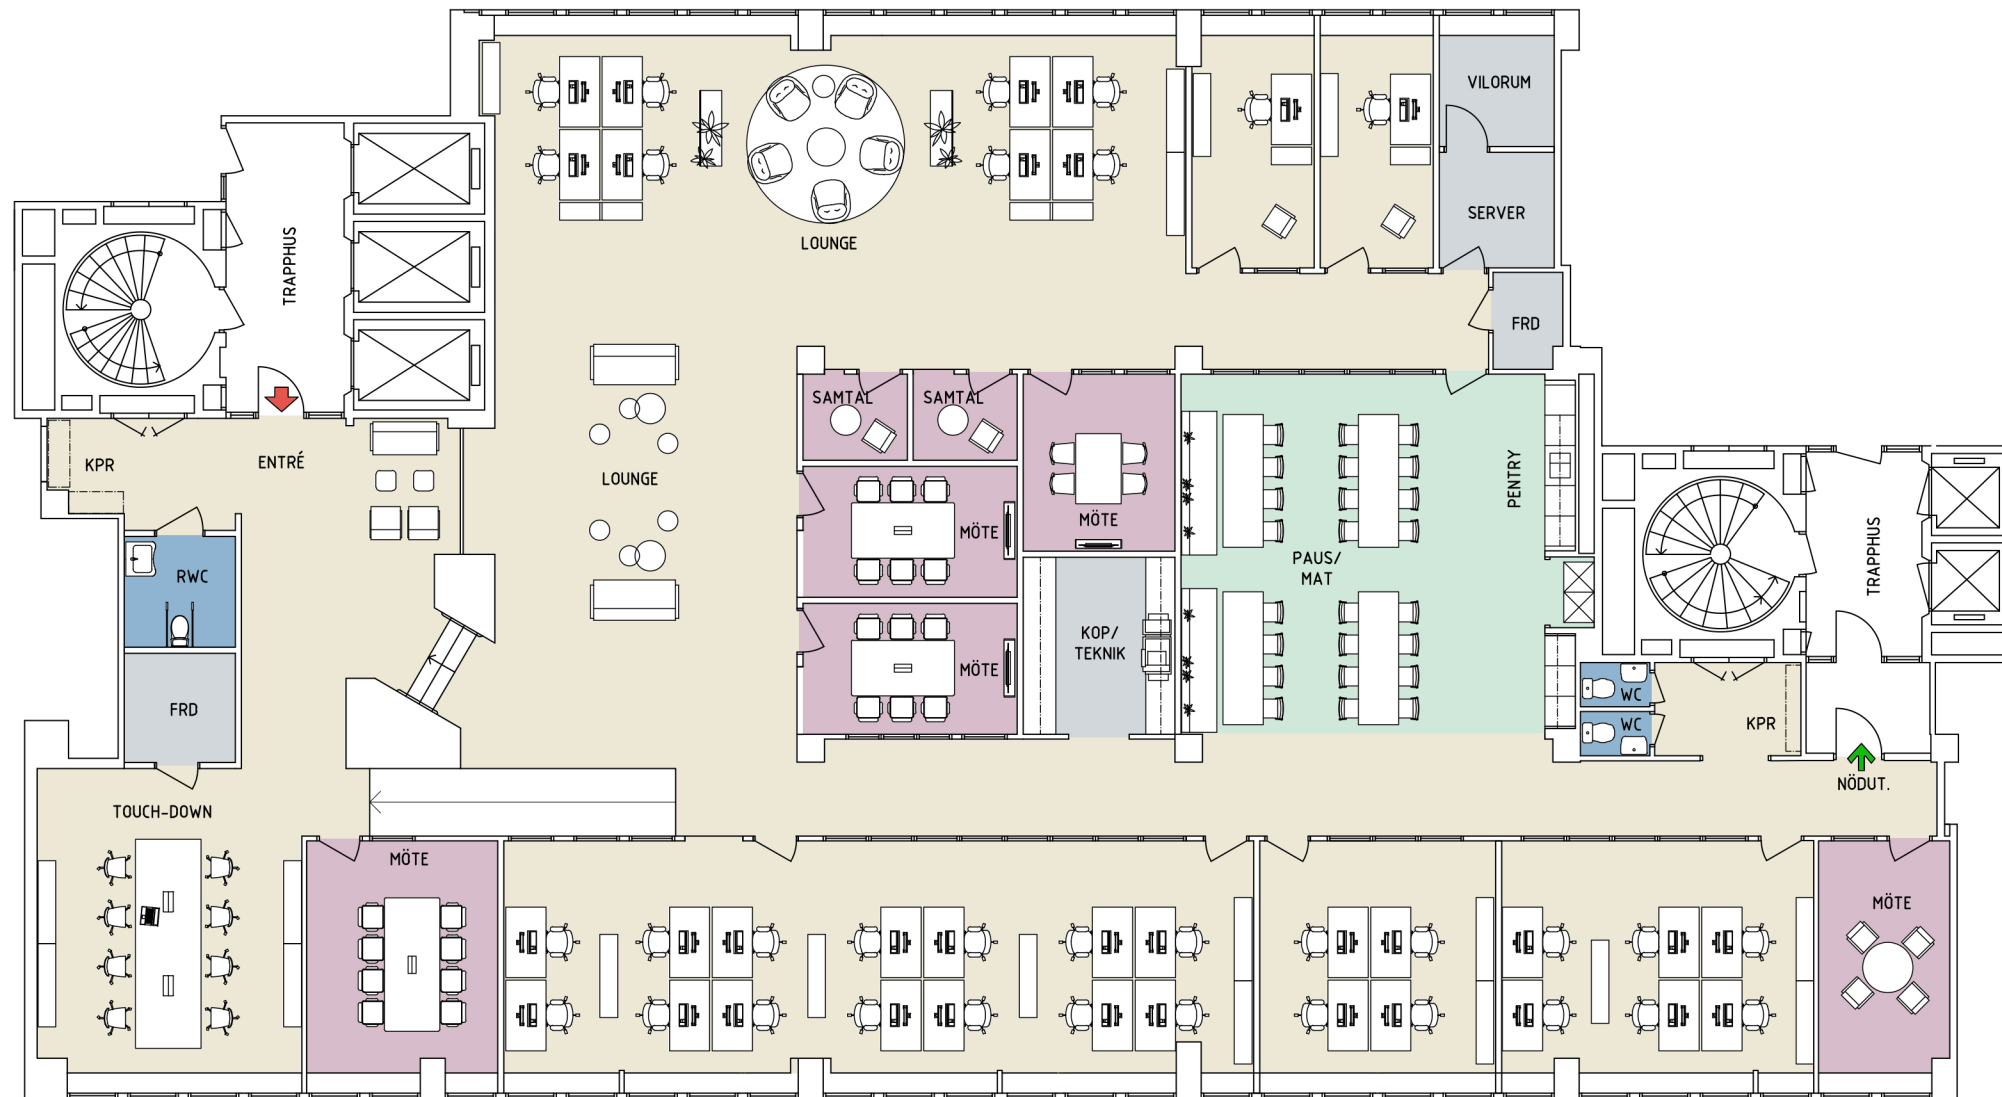 VILORUM
SERVER
LOUNGE
TRAPPHUS
FRD
SAMTAL
SAMTAL
KPR
ENTRÉ
LOUNGE
PENTRY
MÖTE
MÖTE
PAUS/
MAT
TRAPPHUS
RWC
KOP/
TEKNIK
MÖTE
WC
FRD
WC
KPR
NÖDUT.
TOUCH-DOWN
MÖTE
MÖTE